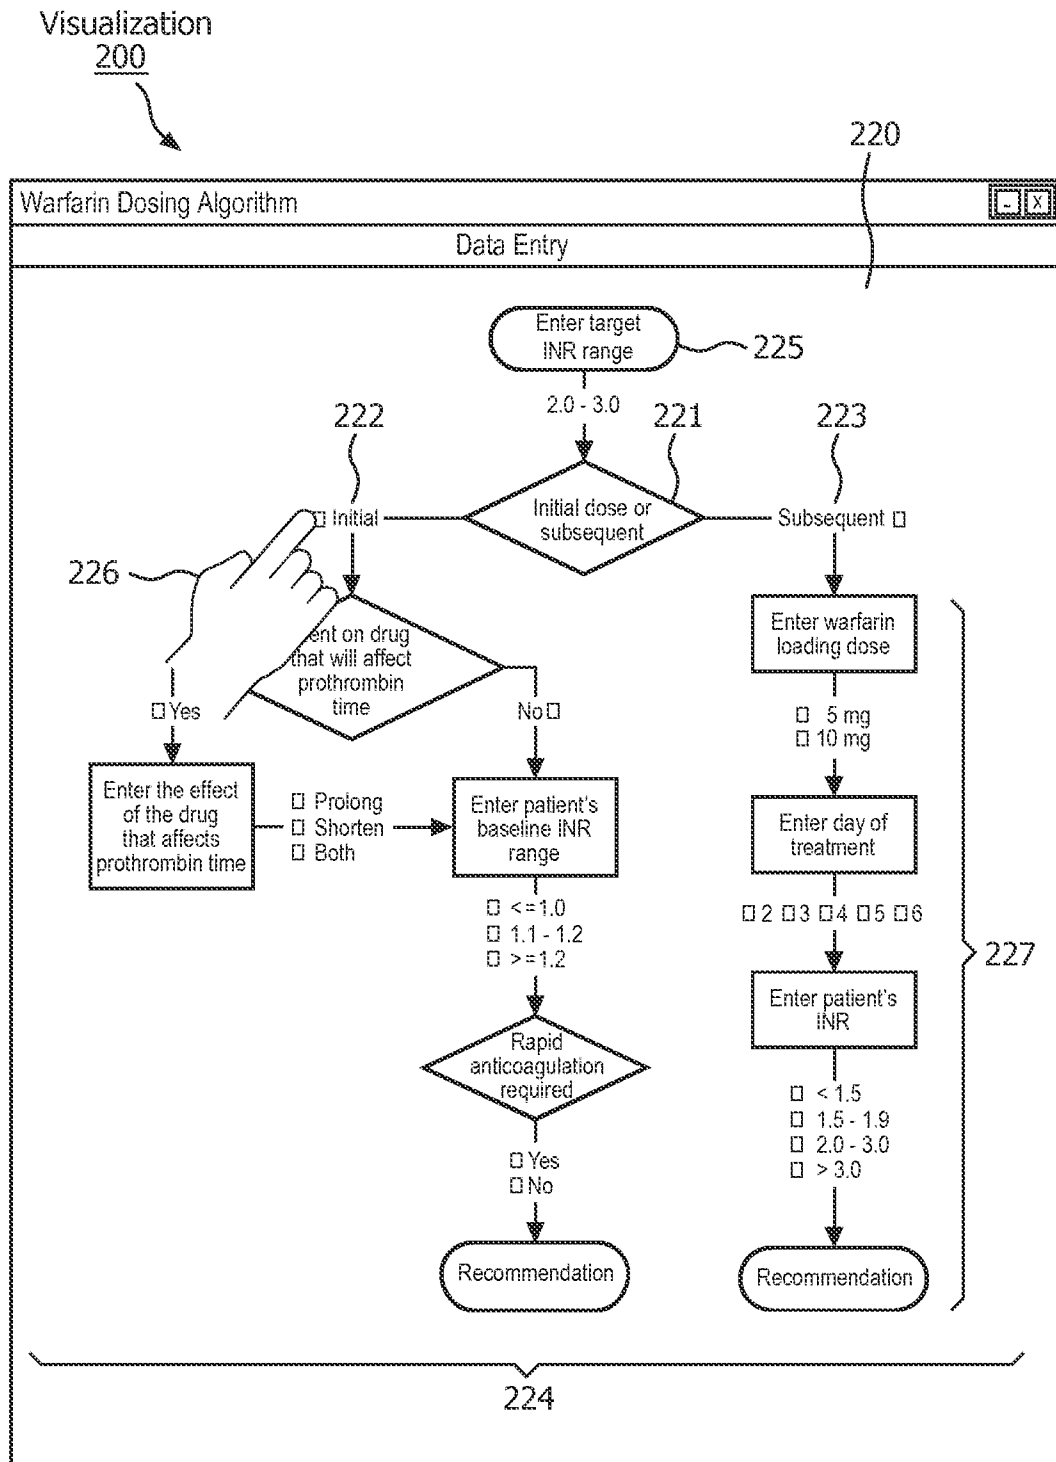 Visualization
200
220
Warfarin Dosing Algorithm
- X
Data Entry
Enter target
INR range
225
2.0 - 3.0
222
221
223
□ Initial
Initial dose or
subsequent
Subsequent □
226
ent on drug
that will affect
prothrombin
time
□ Yes
No □
Enter warfarin
loading dose
□ 5 mg
□ 10 mg
Enter the effect
of the drug
that affects
prothrombin time
□ Prolong
□ Shorten
□ Both
Enter patient's
baseline INR
range
Enter day of
treatment
□ <=1.0
□ 1.1 - 1.2
□ >=1.2
□ 2 □ 3 □ 4 □ 5 □ 6
227
Enter patient's
INR
Rapid
anticoagulation
required
□ < 1.5
□ 1.5 - 1.9
□ 2.0 - 3.0
□ > 3.0
□ Yes
□ No
Recommendation
Recommendation
224